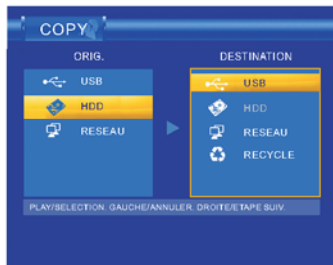 COPY
ORIG.
USB
HDD
RESEAU
DESTINATION
USB
HDD
RESEAU
RECYCLE
PLAY/SELECTION. GAUCHE/ANNULER. DROITE/ETAPE SUIV.